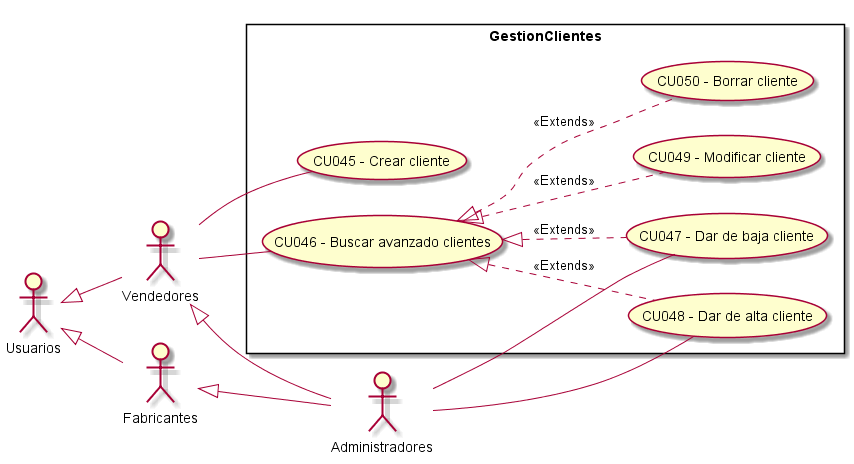 GestionClientes
CU050 - Borrar cliente
«Extends»
CU045 - Crear cliente
CU049 - Modificar cliente
«Extends»
CU046 - Buscar avanzado clientes
«Extends»
CU047 - Dar de baja cliente
«Extends»
Vendedores
CU048 - Dar de alta cliente
Usuarios
Fabricantes
Administradores